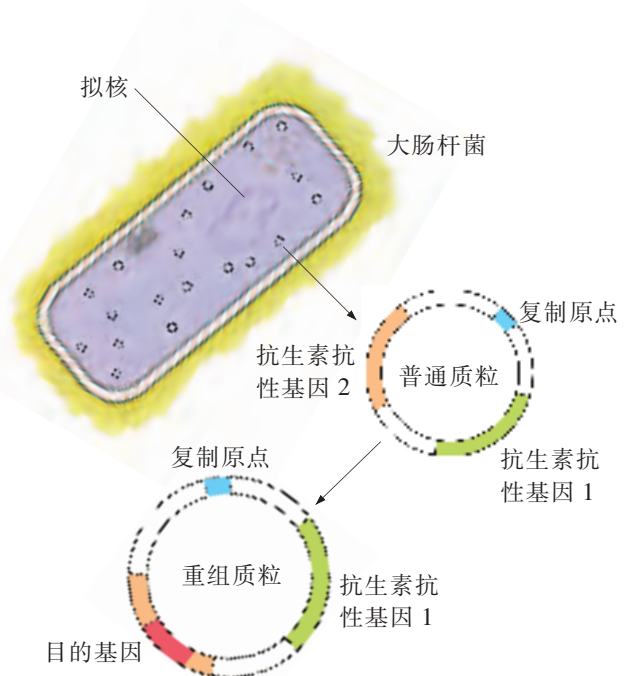 拟核
大肠杆菌
复制原点
抗生素抗
性基因 2
普通质粒
抗生素抗
性基因 1
复制原点
重组质粒
抗生素抗
性基因 1
目的基因